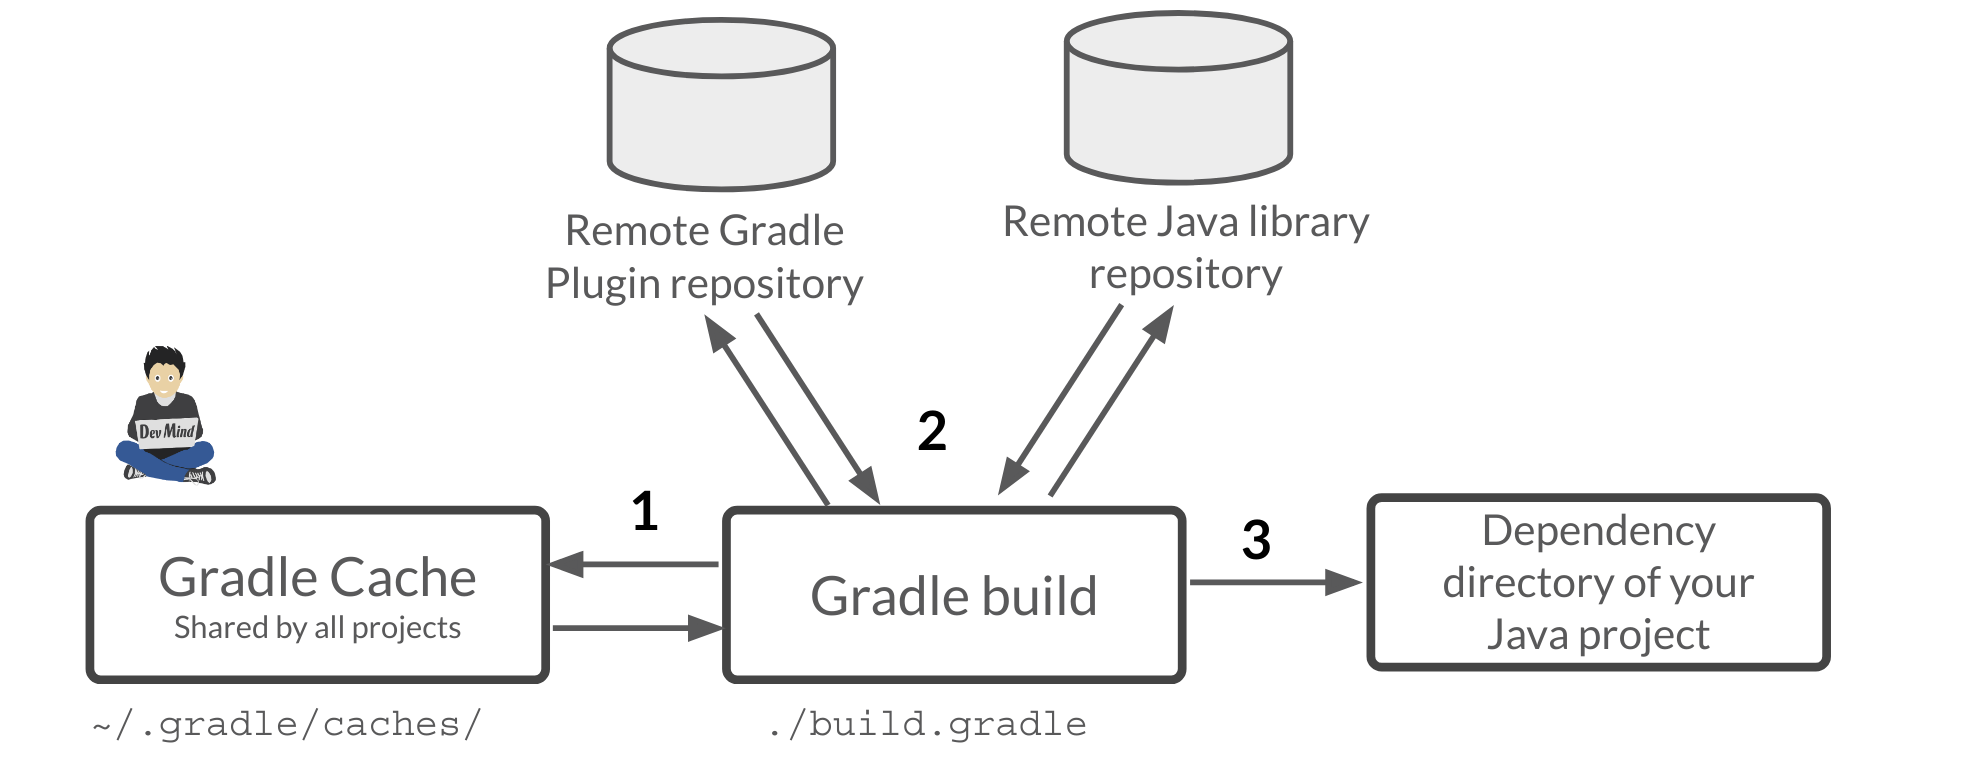 Remote Gradle
Plugin repository
Remote Java library
repository
2
Dev Mind
1
3
Gradle Cache
Shared by all projects
Gradle build
Dependency
directory of your
Java project
~/.gradle/caches/
./build.gradle